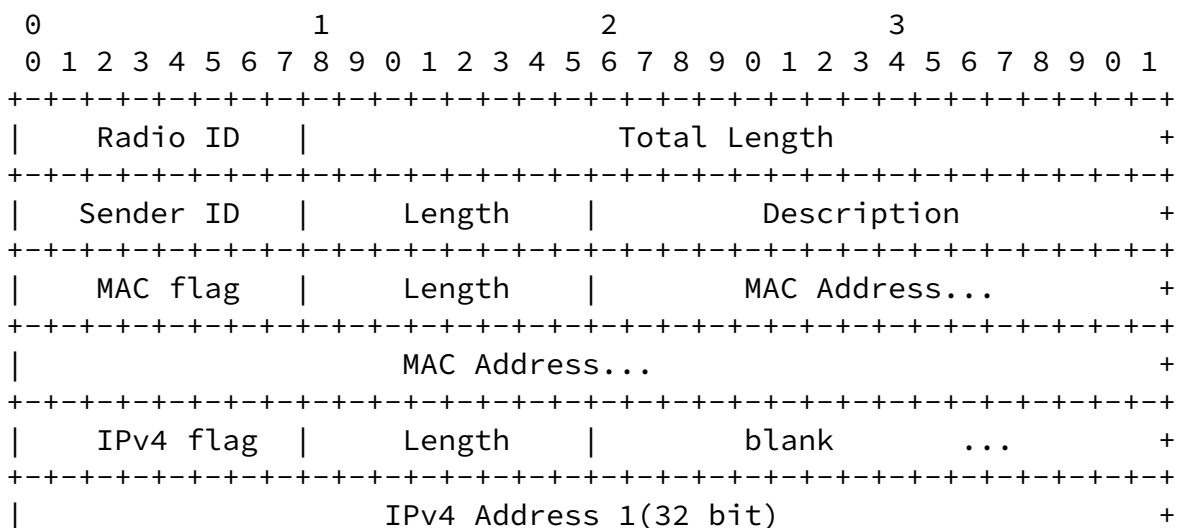 0                   1                   2                   3
0 1 2 3 4 5 6 7 8 9 0 1 2 3 4 5 6 7 8 9 0 1 2 3 4 5 6 7 8 9 0 1
+-+-+-+-+-+-+-+-+-+-+-+-+-+-+-+-+-+-+-+-+-+-+-+-+-+-+-+-+-+-+-+-+
|    Radio ID   |                 Total Length                  +
+-+-+-+-+-+-+-+-+-+-+-+-+-+-+-+-+-+-+-+-+-+-+-+-+-+-+-+-+-+-+-+-+
|   Sender ID   |     Length    |         Description           +
+-+-+-+-+-+-+-+-+-+-+-+-+-+-+-+-+-+-+-+-+-+-+-+-+-+-+-+-+-+-+-+-+
|    MAC flag   |     Length    |        MAC Address...         +
+-+-+-+-+-+-+-+-+-+-+-+-+-+-+-+-+-+-+-+-+-+-+-+-+-+-+-+-+-+-+-+-+
|                     MAC Address...                            +
+-+-+-+-+-+-+-+-+-+-+-+-+-+-+-+-+-+-+-+-+-+-+-+-+-+-+-+-+-+-+-+-+
|    IPv4 flag  |     Length    |        blank       ...        +
+-+-+-+-+-+-+-+-+-+-+-+-+-+-+-+-+-+-+-+-+-+-+-+-+-+-+-+-+-+-+-+-+
|                    IPv4 Address 1(32 bit)                     +